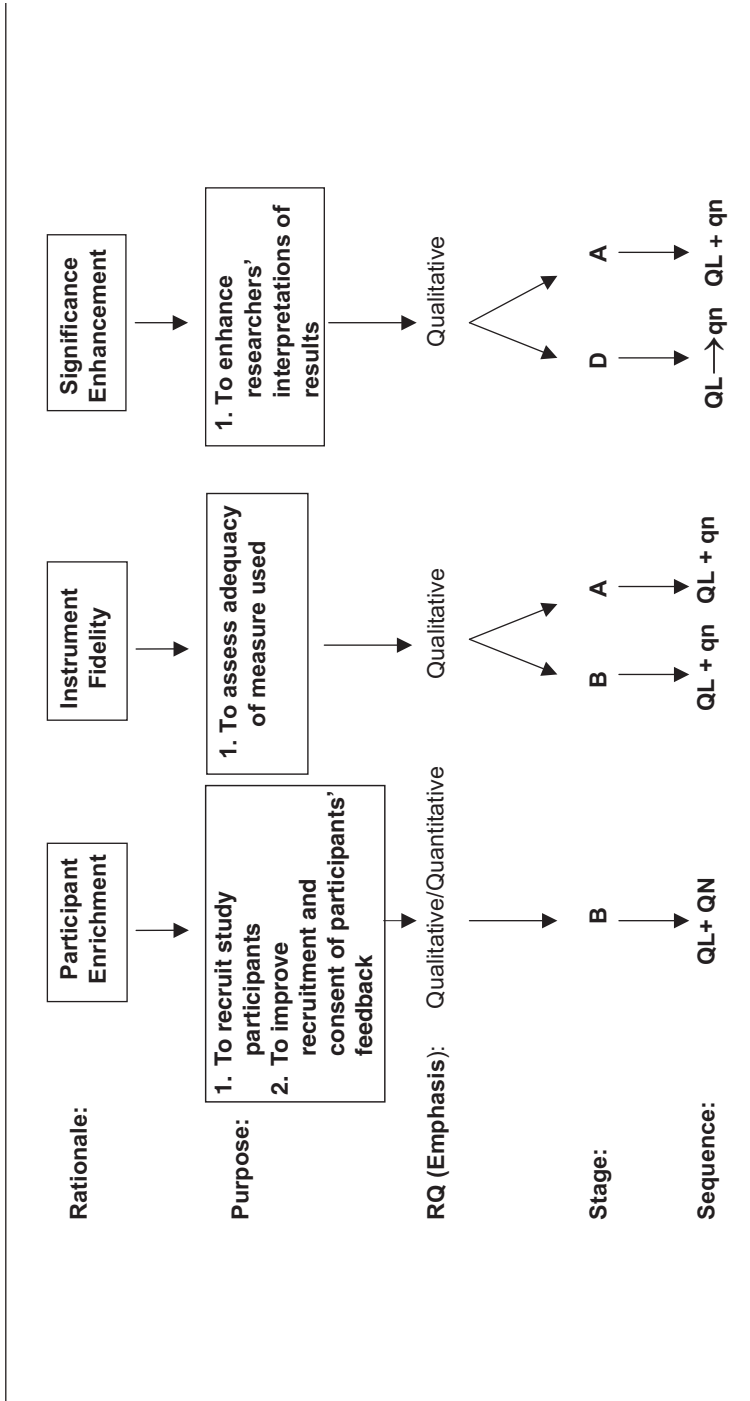 Rationale:
Participant
Enrichment
Instrument
Fidelity
Significance
Enhancement
Purpose:
1. To recruit study
participants
2. To improve
recruitment and
consent of participants’
feedback
1. To assess adequacy
of measure used
1. To enhance
researchers’
interpretations of
results
RQ (Emphasis): Qualitative/Quantitative Qualitative Qualitative
Stage: B B A D A
Sequence: QL+ QN QL + qn QL + qn QL ⟶ qn QL + qn